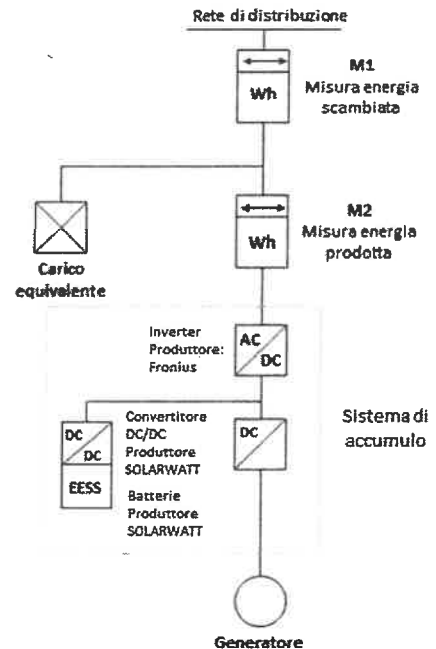 Rete di distribuzione
M1
Misura energia
scambiata
Wh
M2
Misura energia
prodotta
Wh
Carico
equivalente
Inverter
Produttore:
Fronius
AC
DC
Sistema di
accumulo
Convertitore
DC/DC
Produttore
SOLARWATT
DC
DC
EESS
DC
Batterie
Produttore
SOLARWATT
Generatore